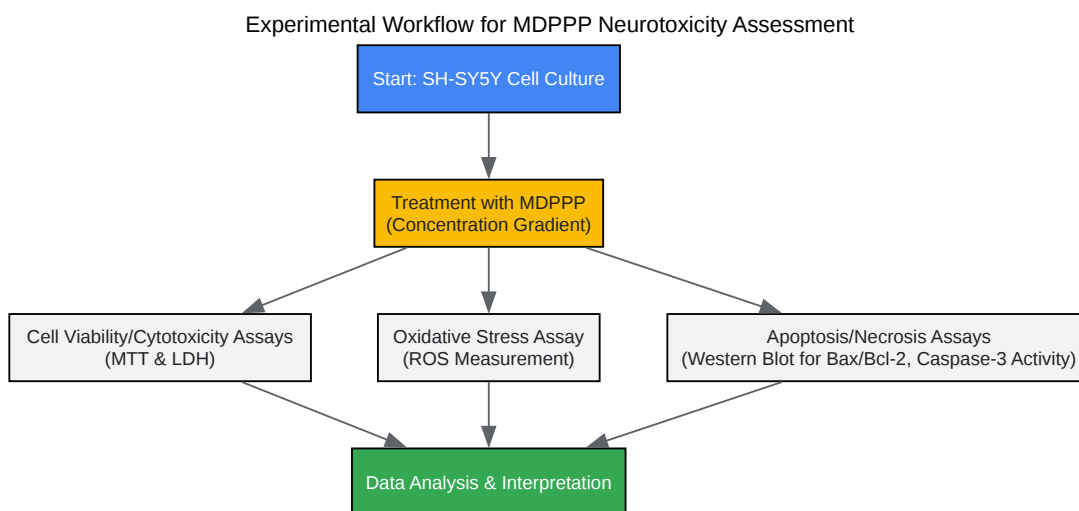 Experimental Workflow for MDPPP Neurotoxicity Assessment
Start: SH-SY5Y Cell Culture
Treatment with MDPPP
(Concentration Gradient)
Cell Viability/Cytotoxicity Assays
(MTT & LDH)
Oxidative Stress Assay
(ROS Measurement)
Apoptosis/Necrosis Assays
(Western Blot for Bax/Bcl-2, Caspase-3 Activity)
Data Analysis & Interpretation